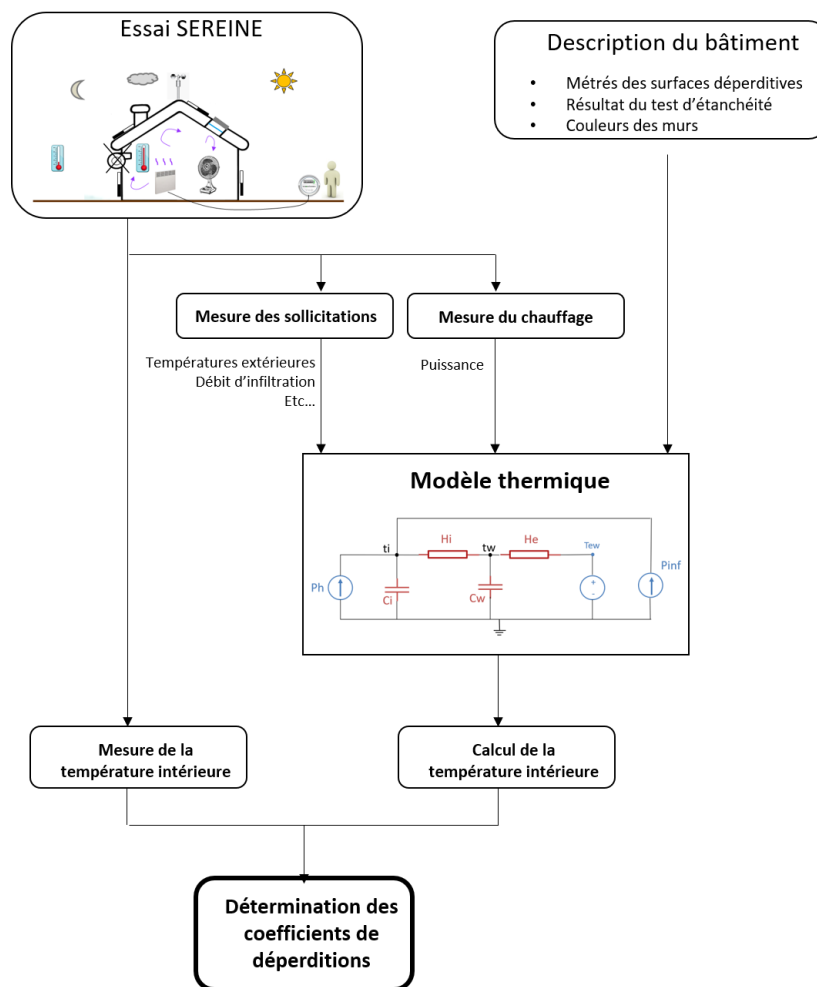 Essai SEREINE
Description du bâtiment
• Métrés des surfaces déperditives
• Résultat du test d'étanchéité
• Couleurs des murs
Mesure des sollicitations
Mesure du chauffage
Températures extérieures
Débit d'infiltration
Etc...
Puissance
Modèle thermique
ti
Hi
tw
He
Tew
Pinf
Ph
Ci
Cw
+
-
Mesure de la
température intérieure
Calcul de la
température intérieure
Détermination des
coefficients de
déperditions